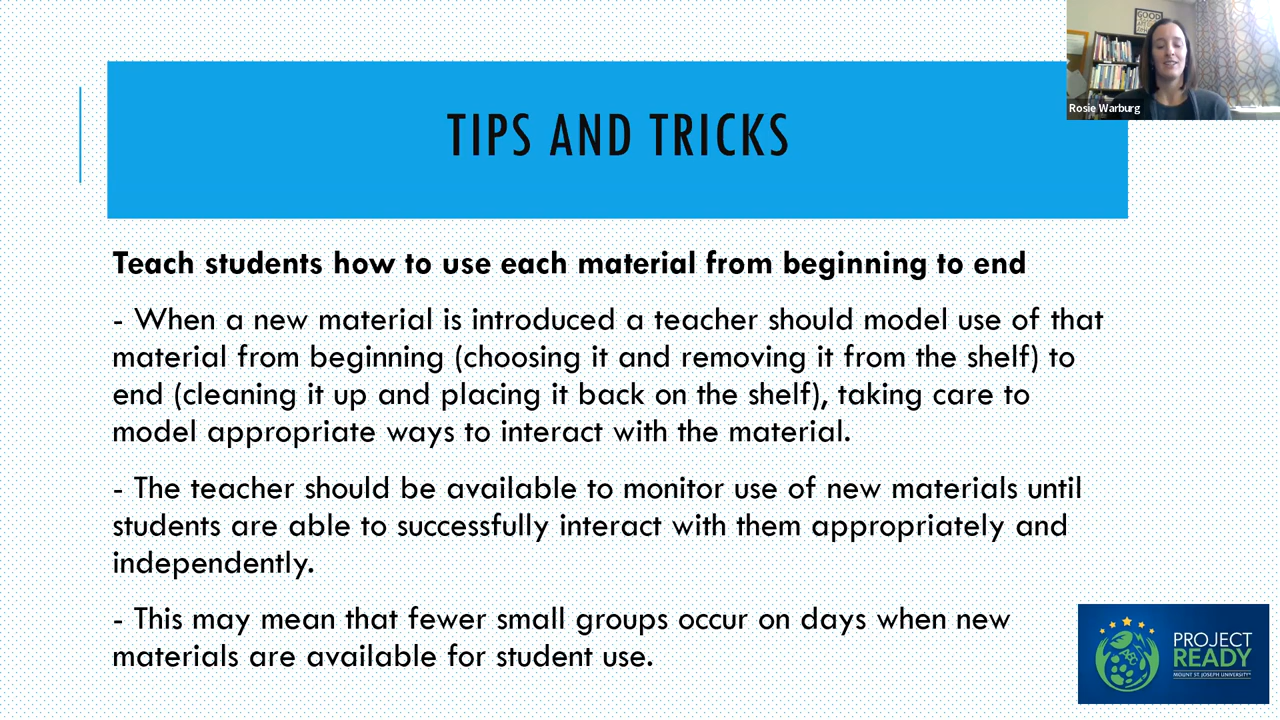 GOOD
Rosie Warburg
TIPS AND TRICKS
Teach students how to use each material from beginning to end
- When a new material is introduced a teacher should model use of that
material from beginning (choosing it and removing it from the shelf) to
end (cleaning it up and placing it back on the shelf), taking care to
model appropriate ways to interact with the material.
- The teacher should be available to monitor use of new materials until
students are able to successfully interact with them appropriately and
independently.
- This may mean that fewer small groups occur on days when new
materials are available for student use.
ABC
PROJECT
READY
MOUNT ST. JOSEPH UNIVERSITY